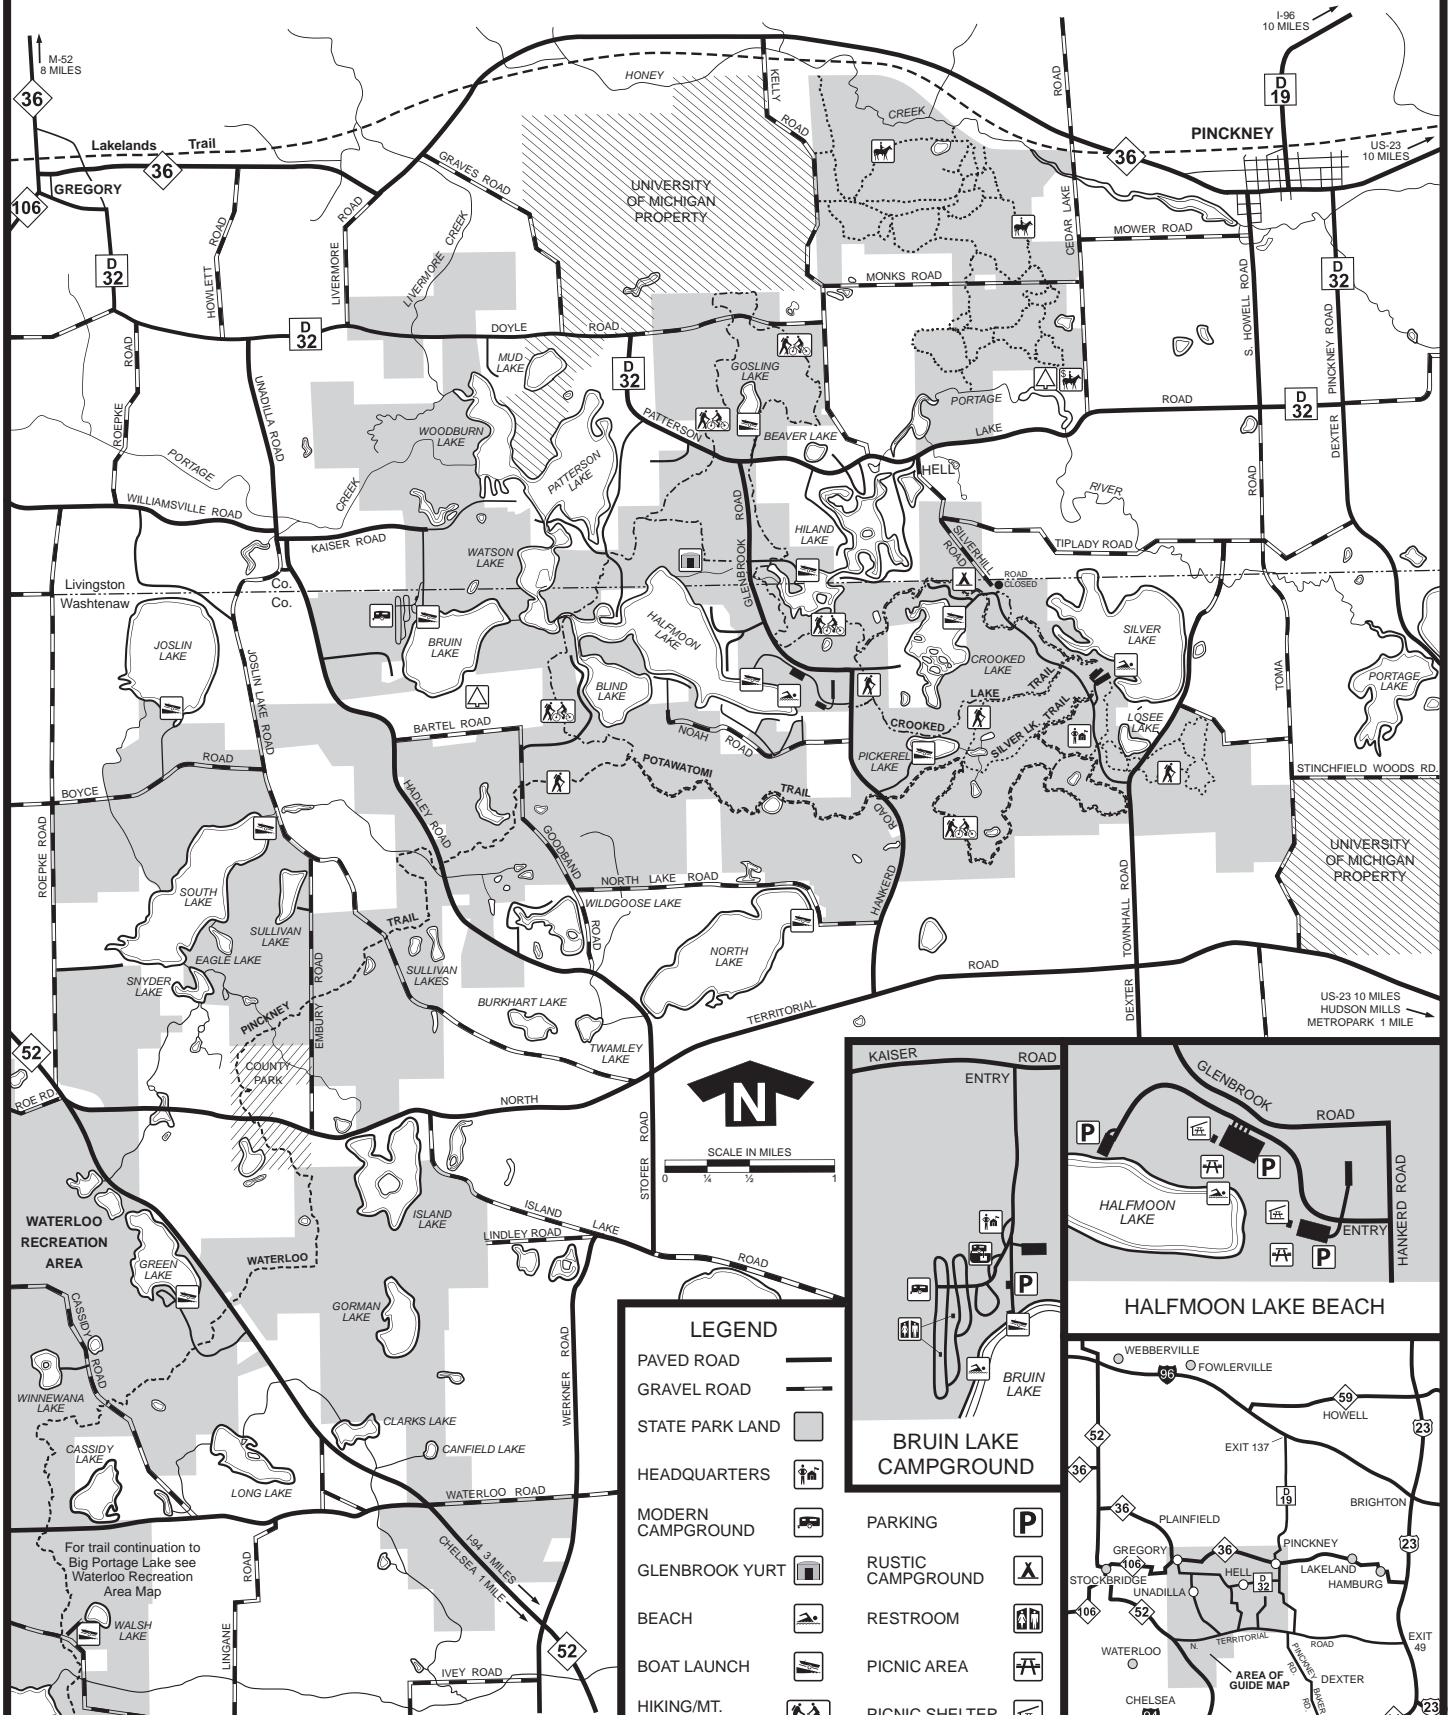 I-96
10 MILES
M-52
8 MILES
36
HONEY
KELLY
ROAD
CREEK
ROAD
D
19
PINCKNEY
US-23
10 MILES
Lakelands Trail
36
36
GREGORY
106
GRAVES ROAD
UNIVERSITY
OF MICHIGAN
PROPERTY
ROAD
HOWLETT
ROAD
LIVERMORE
LIVERMORE CREEK
CEDAR LAKE
MOWER ROAD
D
32
D
32
MONKS ROAD
S. HOWELL ROAD
PINCKNEY ROAD
D
32
DOYLE ROAD
MUD
LAKE
D
32
GOSLING
LAKE
ROAD
ROEPKE
UNADILLA ROAD
PORTAGE
ROAD
D
32
PATTERSON
LAKE
BEAVER LAKE
WOODBURN
LAKE
PATTERSON
LAKE
DEXTER
HELL
PORTAGE
CREEK
RIVER
ROAD
WILLIAMSVILLE ROAD
KAISER ROAD
WATSON
LAKE
ROAD
GLENBROOK
HILAND
LAKE
SILVERHILL
ROAD
TIPLADY ROAD
ROAD
CLOSED
Livingston Co.
Washtenaw Co.
JOSLIN
LAKE
BRUIN
LAKE
HALFMOON
LAKE
BLIND
LAKE
CROOKED
LAKE
SILVER
LAKE
PORTAGE
LAKE
TOMA
JOSLIN LAKE ROAD
BARTEL ROAD
NOAH
ROAD
CROOKED
LAKE
TRAIL
SILVER LK. TRAIL
LOSEE
LAKE
PICKEREL
LAKE
BOYCE
ROAD
HADLEY ROAD
POTAWATOMI
TRAIL
STINCHFIELD WOODS RD.
ROEPKE ROAD
GOODBAND
ROAD
NORTH LAKE ROAD
HANKERD
ROAD
UNIVERSITY
OF MICHIGAN
PROPERTY
SOUTH
LAKE
SULLIVAN
LAKE
EAGLE LAKE
TRAIL
WILDGOOSE LAKE
NORTH
LAKE
TOWNHALL ROAD
SNYDER
LAKE
SULLIVAN
LAKES
ROAD
PINCKNEY
EMBURY ROAD
BURKHART LAKE
TWAMLEY
LAKE
TERRITORIAL
DEXTER
US-23 10 MILES
HUDSON MILLS
METROPARK 1 MILE
52
COUNTY
PARK
ROE RD
NORTH
STOFER ROAD
N
SCALE IN MILES
0 ¼ ½ 1
KAISER ROAD
ENTRY
P
BRUIN
LAKE
BRUIN LAKE
CAMPGROUND
GLENBROOK
ROAD
P
P
HALFMOON
LAKE
ENTRY
P
HANKERD ROAD
HALFMOON LAKE BEACH
WATERLOO
RECREATION
AREA
ISLAND
LAKE
ISLAND LAKE
ROAD
LINDLEY ROAD
WATERLOO
GREEN
LAKE
GORMAN
LAKE
CASSIDY
ROAD
WINNEWANA
LAKE
WERKNER ROAD
CLARKS LAKE
CANFIELD LAKE
CASSIDY
LAKE
LONG LAKE
WATERLOO ROAD
I-94 3 MILES
CHELSEA 1 MILE
For trail continuation to
Big Portage Lake see
Waterloo Recreation
Area Map
WALSH
LAKE
LINGANE
ROAD
52
IVEY ROAD
LEGEND
PAVED ROAD
GRAVEL ROAD
STATE PARK LAND
HEADQUARTERS
MODERN
CAMPGROUND
GLENBROOK YURT
BEACH
BOAT LAUNCH
HIKING/MT.
PARKING
P
RUSTIC
CAMPGROUND
RESTROOM
PICNIC AREA
PICNIC SHELTER
WEBBERVILLE
FOWLERVILLE
96
59
HOWELL
23
52
EXIT 137
36
D
19
BRIGHTON
36
PLAINFIELD
PINCKNEY
23
GREGORY
36
106
STOCKBRIDGE
HELL
D
32
LAKELAND
HAMBURG
UNADILLA
106
52
N. TERRITORIAL ROAD
EXIT
49
WATERLOO
AREA OF
GUIDE MAP
PINCKNEY
RD.
DEXTER
BAKER
RD.
CHELSEA
94
23